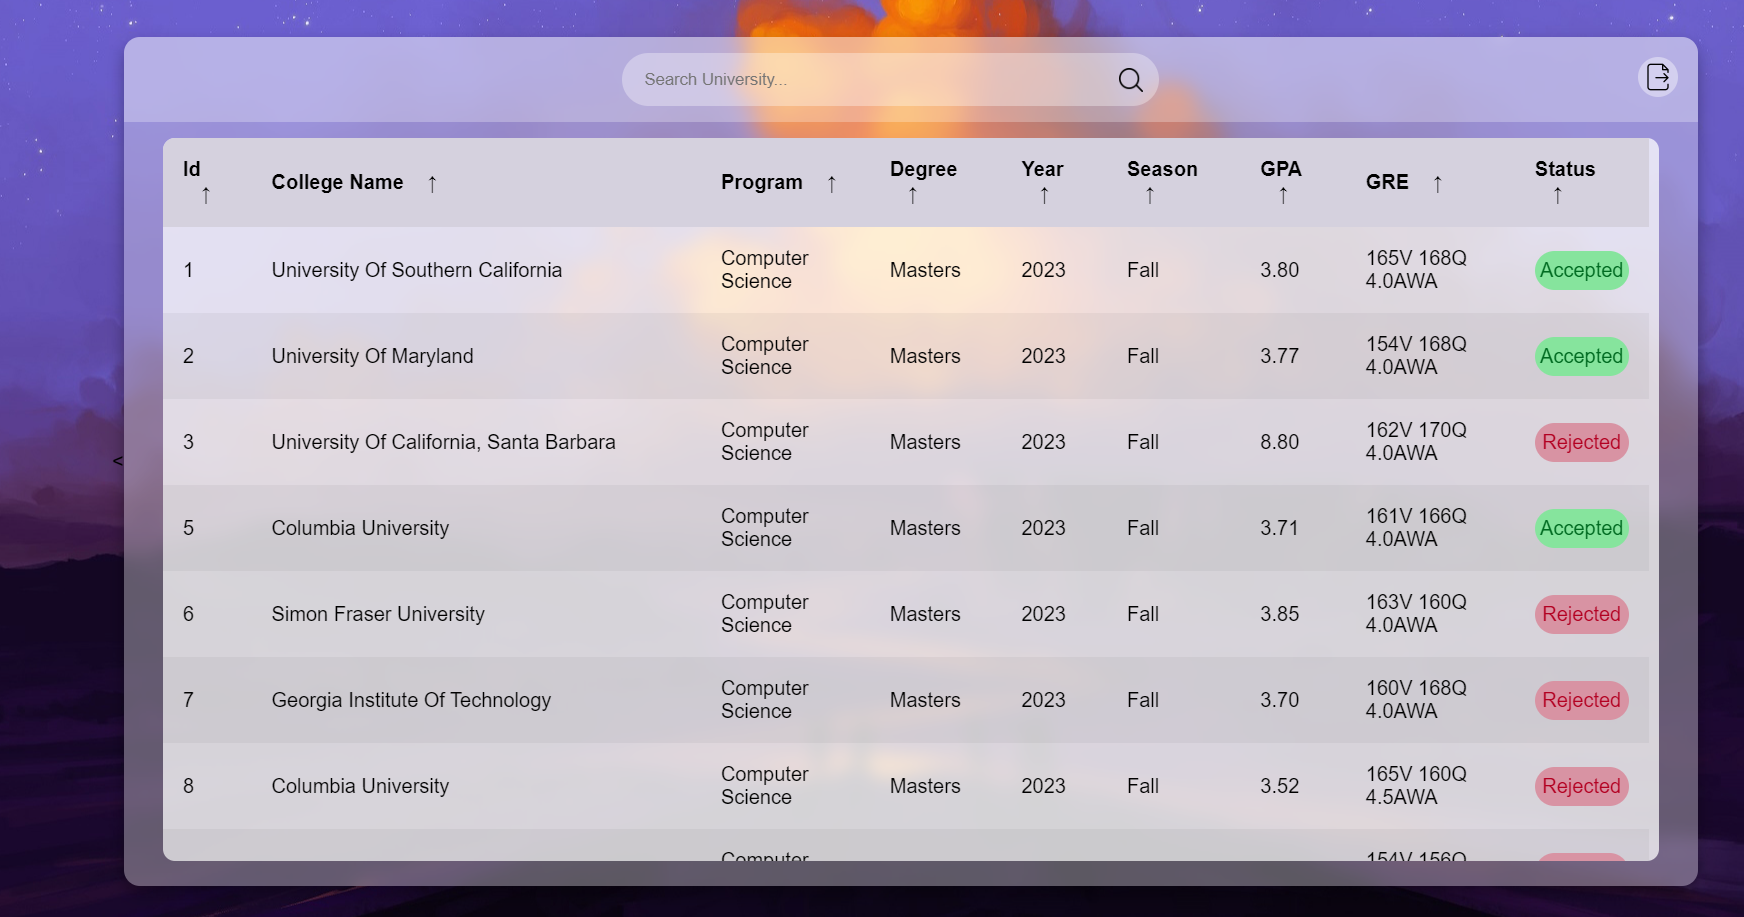 Search University...
Id ↑ College Name ↑ Program ↑ Degree ↑ Year ↑ Season ↑ GPA ↑ GRE ↑ Status ↑
1 University Of Southern California Computer Science Masters 2023 Fall 3.80 165V 168Q 4.0AWA Accepted
2 University Of Maryland Computer Science Masters 2023 Fall 3.77 154V 168Q 4.0AWA Accepted
<
3 University Of California, Santa Barbara Computer Science Masters 2023 Fall 8.80 162V 170Q 4.0AWA Rejected
5 Columbia University Computer Science Masters 2023 Fall 3.71 161V 166Q 4.0AWA Accepted
6 Simon Fraser University Computer Science Masters 2023 Fall 3.85 163V 160Q 4.0AWA Rejected
7 Georgia Institute Of Technology Computer Science Masters 2023 Fall 3.70 160V 168Q 4.0AWA Rejected
8 Columbia University Computer Science Masters 2023 Fall 3.52 165V 160Q 4.5AWA Rejected
Computer 154V 156Q